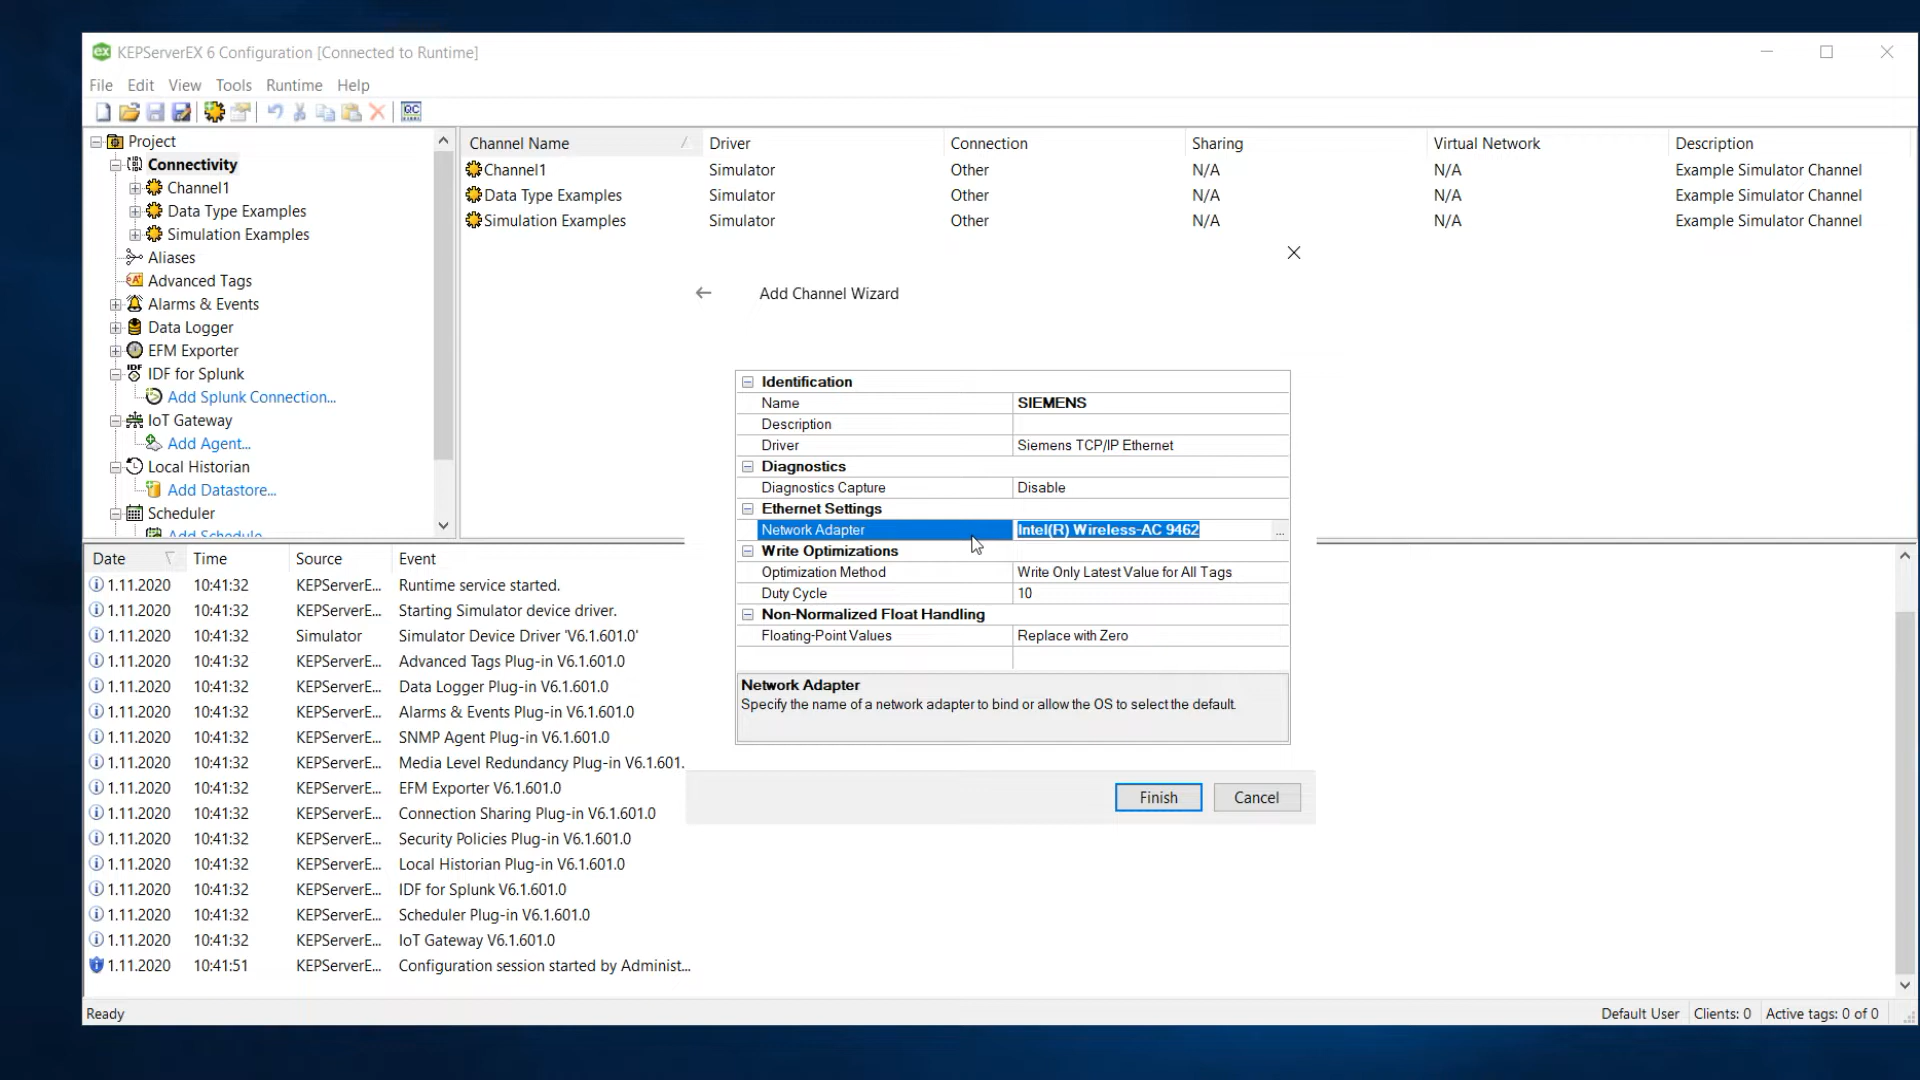 KEPServerEX 6 Configuration [Connected to Runtime]
File Edit View Tools Runtime Help
Project
Connectivity
Channel1
Data Type Examples
Simulation Examples
Aliases
Advanced Tags
Alarms & Events
Data Logger
EFM Exporter
IDF for Splunk
Add Splunk Connection...
IoT Gateway
Add Agent...
Local Historian
Add Datastore...
Scheduler
Add Schedule
Channel Name Driver Connection Sharing Virtual Network Description
Channel1 Simulator Other N/A N/A Example Simulator Channel
Data Type Examples Simulator Other N/A N/A Example Simulator Channel
Simulation Examples Simulator Other N/A N/A Example Simulator Channel
Add Channel Wizard
Identification
Name SIEMENS
Description
Driver Siemens TCP/IP Ethernet
Diagnostics
Diagnostics Capture Disable
Ethernet Settings
Network Adapter Intel(R) Wireless-AC 9462 ...
Write Optimizations
Optimization Method Write Only Latest Value for All Tags
Duty Cycle 10
Non-Normalized Float Handling
Floating-Point Values Replace with Zero
Network Adapter
Specify the name of a network adapter to bind or allow the OS to select the default.
Finish Cancel
Date Time Source Event
1.11.2020 10:41:32 KEPServerE... Runtime service started.
1.11.2020 10:41:32 KEPServerE... Starting Simulator device driver.
1.11.2020 10:41:32 Simulator Simulator Device Driver 'V6.1.601.0'
1.11.2020 10:41:32 KEPServerE... Advanced Tags Plug-in V6.1.601.0
1.11.2020 10:41:32 KEPServerE... Data Logger Plug-in V6.1.601.0
1.11.2020 10:41:32 KEPServerE... Alarms & Events Plug-in V6.1.601.0
1.11.2020 10:41:32 KEPServerE... SNMP Agent Plug-in V6.1.601.0
1.11.2020 10:41:32 KEPServerE... Media Level Redundancy Plug-in V6.1.601.
1.11.2020 10:41:32 KEPServerE... EFM Exporter V6.1.601.0
1.11.2020 10:41:32 KEPServerE... Connection Sharing Plug-in V6.1.601.0
1.11.2020 10:41:32 KEPServerE... Security Policies Plug-in V6.1.601.0
1.11.2020 10:41:32 KEPServerE... Local Historian Plug-in V6.1.601.0
1.11.2020 10:41:32 KEPServerE... IDF for Splunk V6.1.601.0
1.11.2020 10:41:32 KEPServerE... Scheduler Plug-in V6.1.601.0
1.11.2020 10:41:32 KEPServerE... IoT Gateway V6.1.601.0
1.11.2020 10:41:51 KEPServerE... Configuration session started by Administ...
Ready Default User Clients: 0 Active tags: 0 of 0